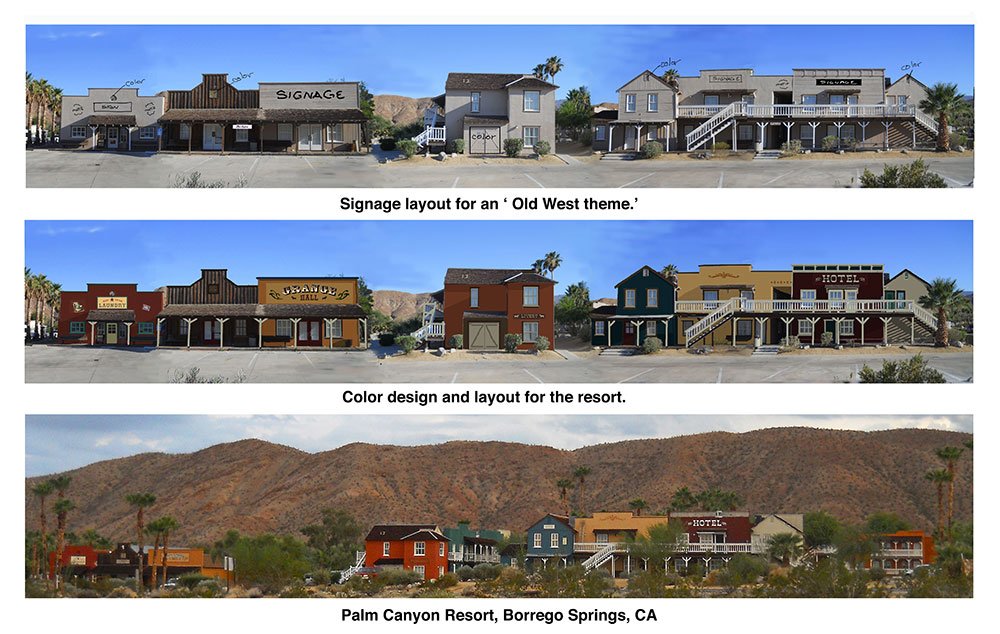 color
color
color
SIGN
SIGNAGE
color
color
SIGNAGE
SIGNAGE
Signage layout for an ‘ Old West theme.’
LAUNDRY
GRANGE
HALL
LIVERY
HOTEL
Color design and layout for the resort.
HOTEL
Palm Canyon Resort, Borrego Springs, CA